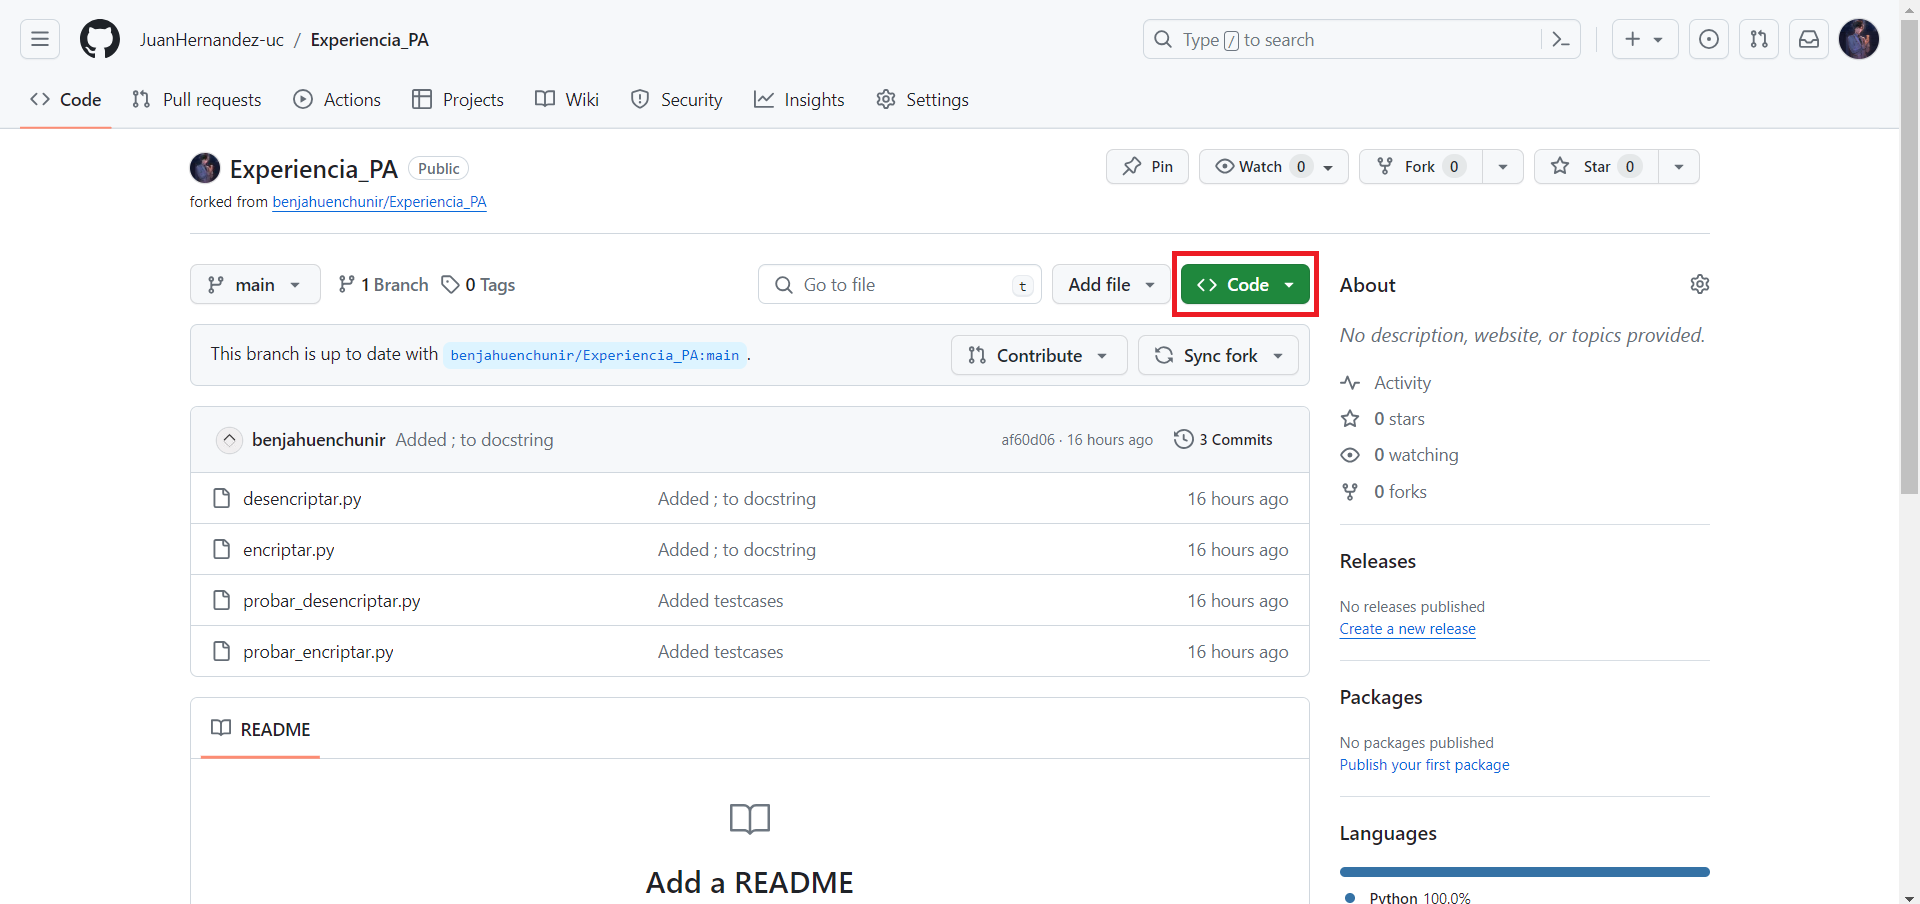 JuanHernandez-uc / Experiencia_PA
Type / to search
Code Pull requests Actions Projects Wiki Security Insights Settings
Experiencia_PA Public
forked from benjahuenchunir/Experiencia_PA
Pin Watch 0 Fork 0 Star 0
main 1 Branch 0 Tags Go to file t Add file Code
This branch is up to date with benjahuenchunir/Experiencia_PA:main .
Contribute Sync fork
benjahuenchunir Added ; to docstring af60d06 · 16 hours ago 3 Commits
desencriptar.py Added ; to docstring 16 hours ago
encriptar.py Added ; to docstring 16 hours ago
probar_desencriptar.py Added testcases 16 hours ago
probar_encriptar.py Added testcases 16 hours ago
README
Add a README
About
No description, website, or topics provided.
Activity
0 stars
0 watching
0 forks
Releases
No releases published
Create a new release
Packages
No packages published
Publish your first package
Languages
Python 100.0%